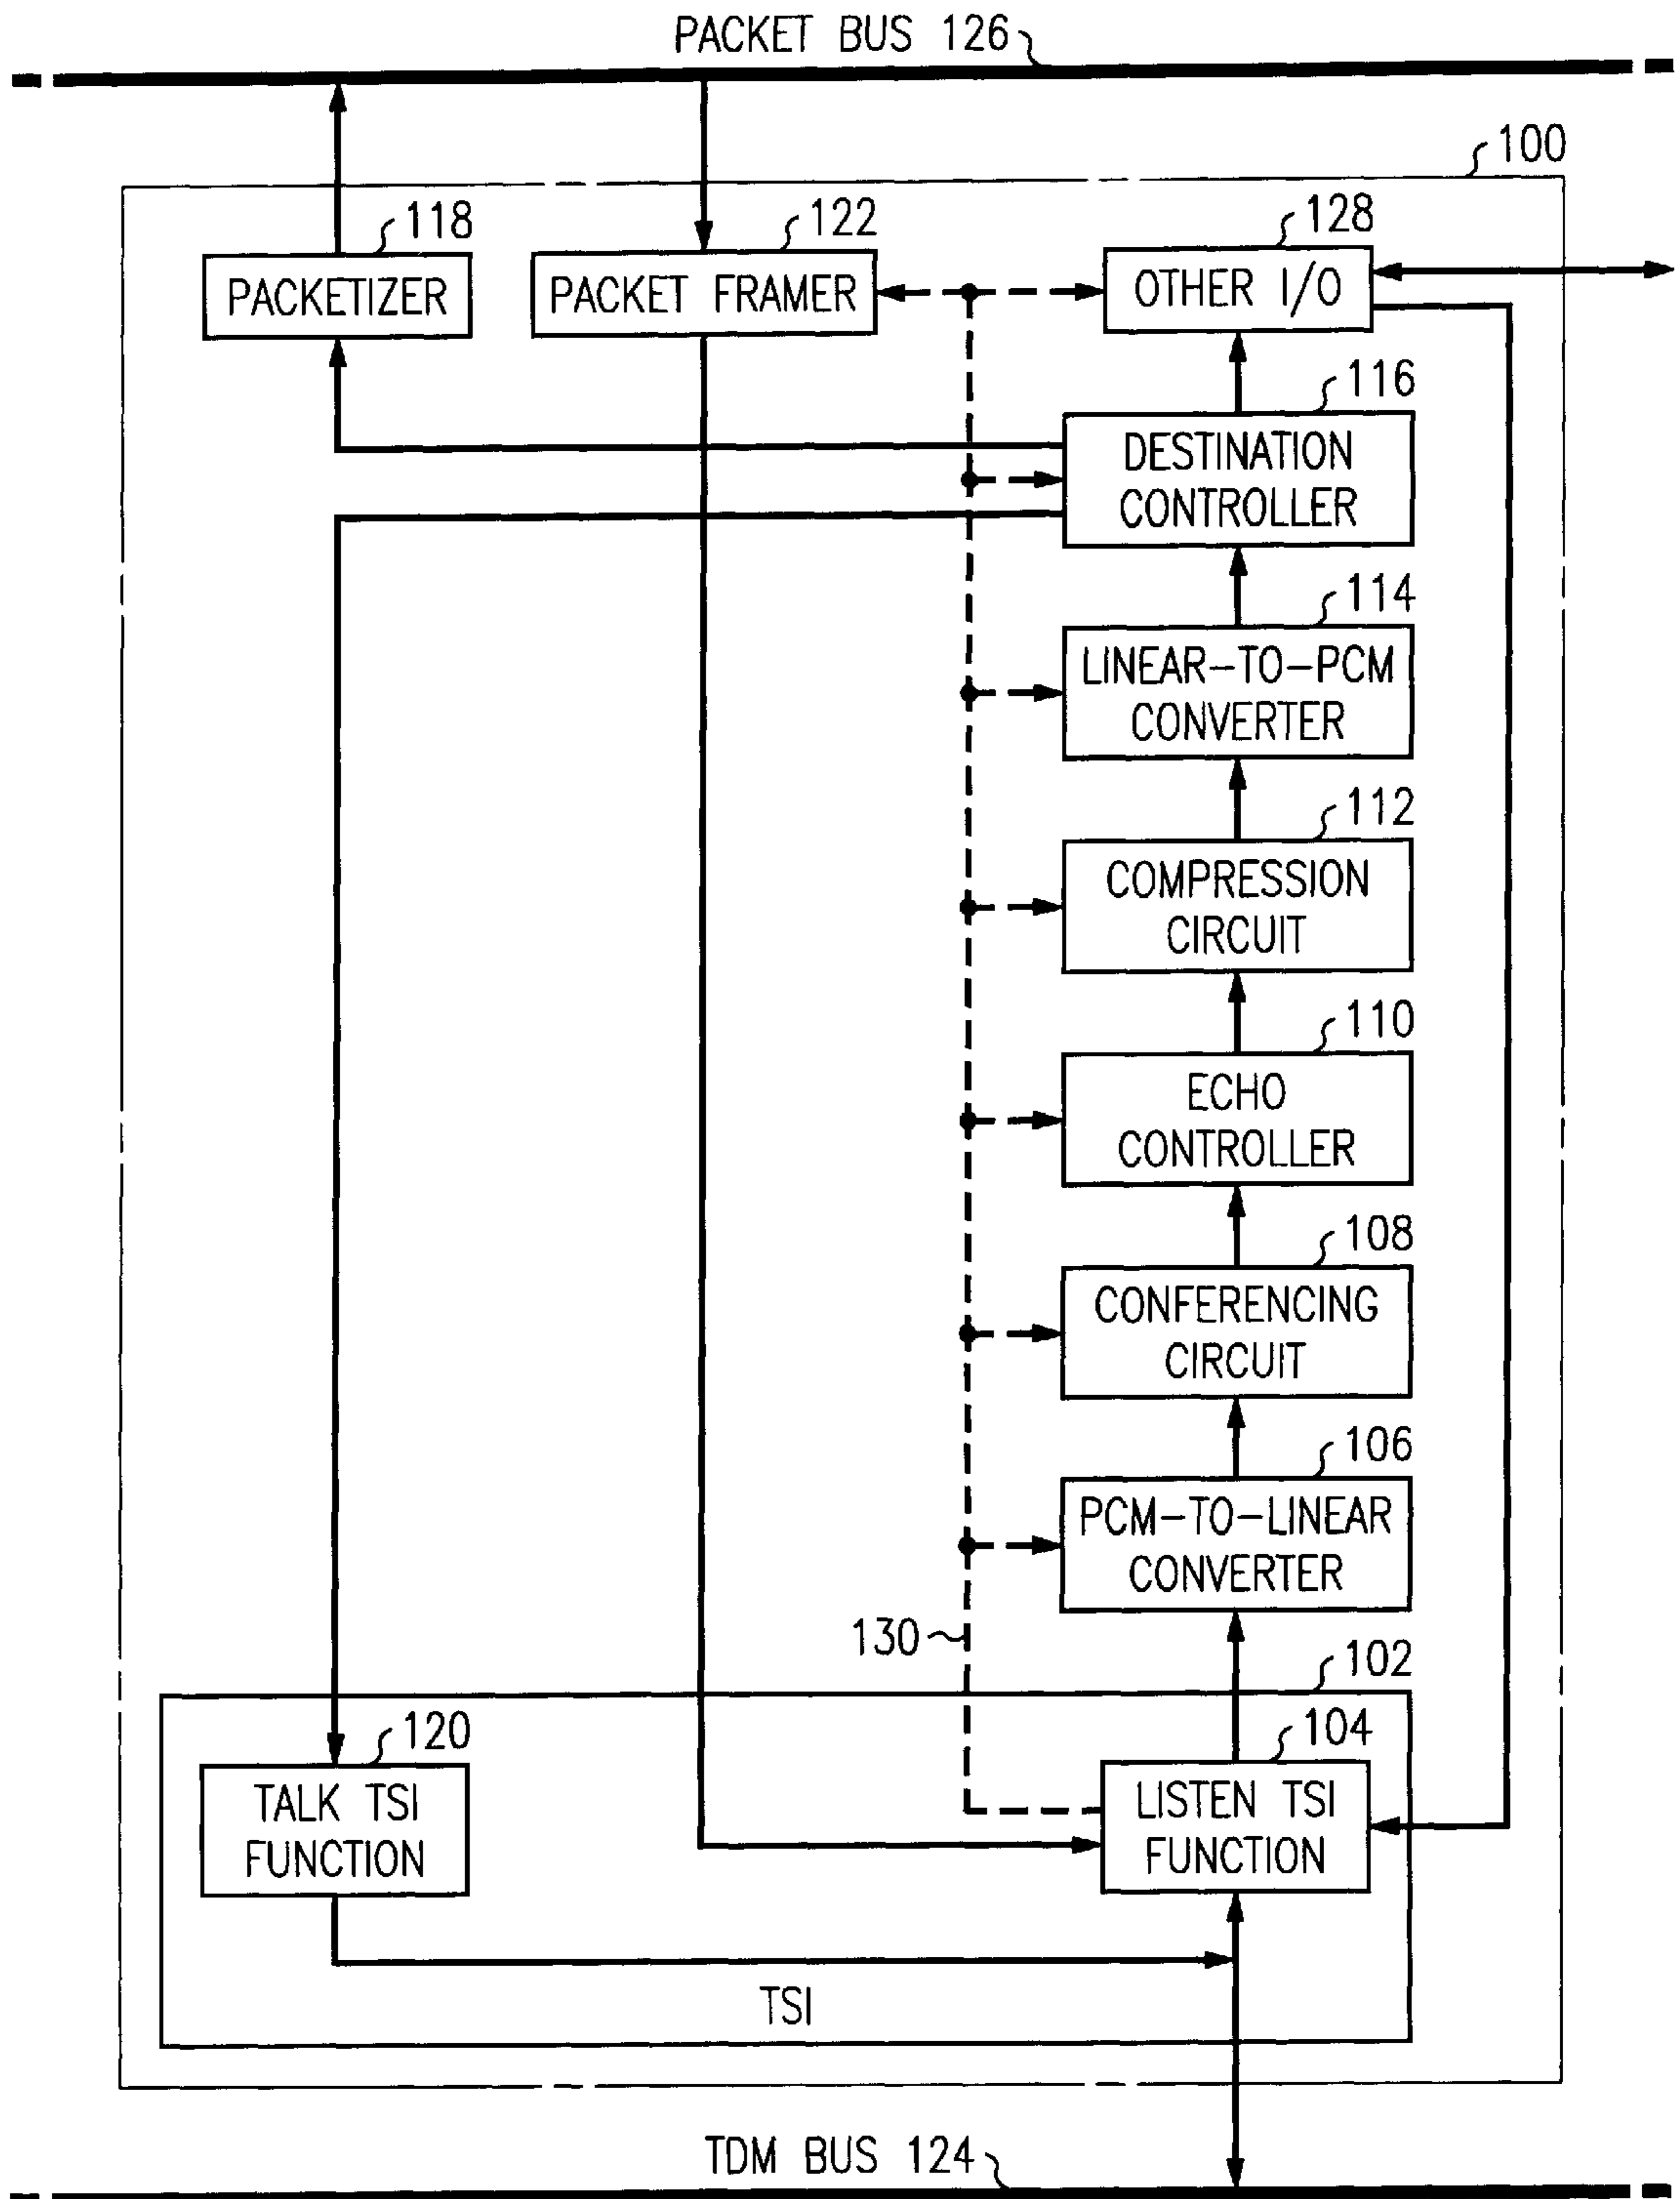 PACKET BUS 126
100
118
122
128
PACKETIZER
PACKET FRAMER
OTHER I/O
116
DESTINATION
CONTROLLER
114
LINEAR-TO-PCM
CONVERTER
112
COMPRESSION
CIRCUIT
110
ECHO
CONTROLLER
108
CONFERENCING
CIRCUIT
106
PCM-TO-LINEAR
CONVERTER
130
102
120
104
TALK TSI
FUNCTION
LISTEN TSI
FUNCTION
TSI
TDM BUS 124